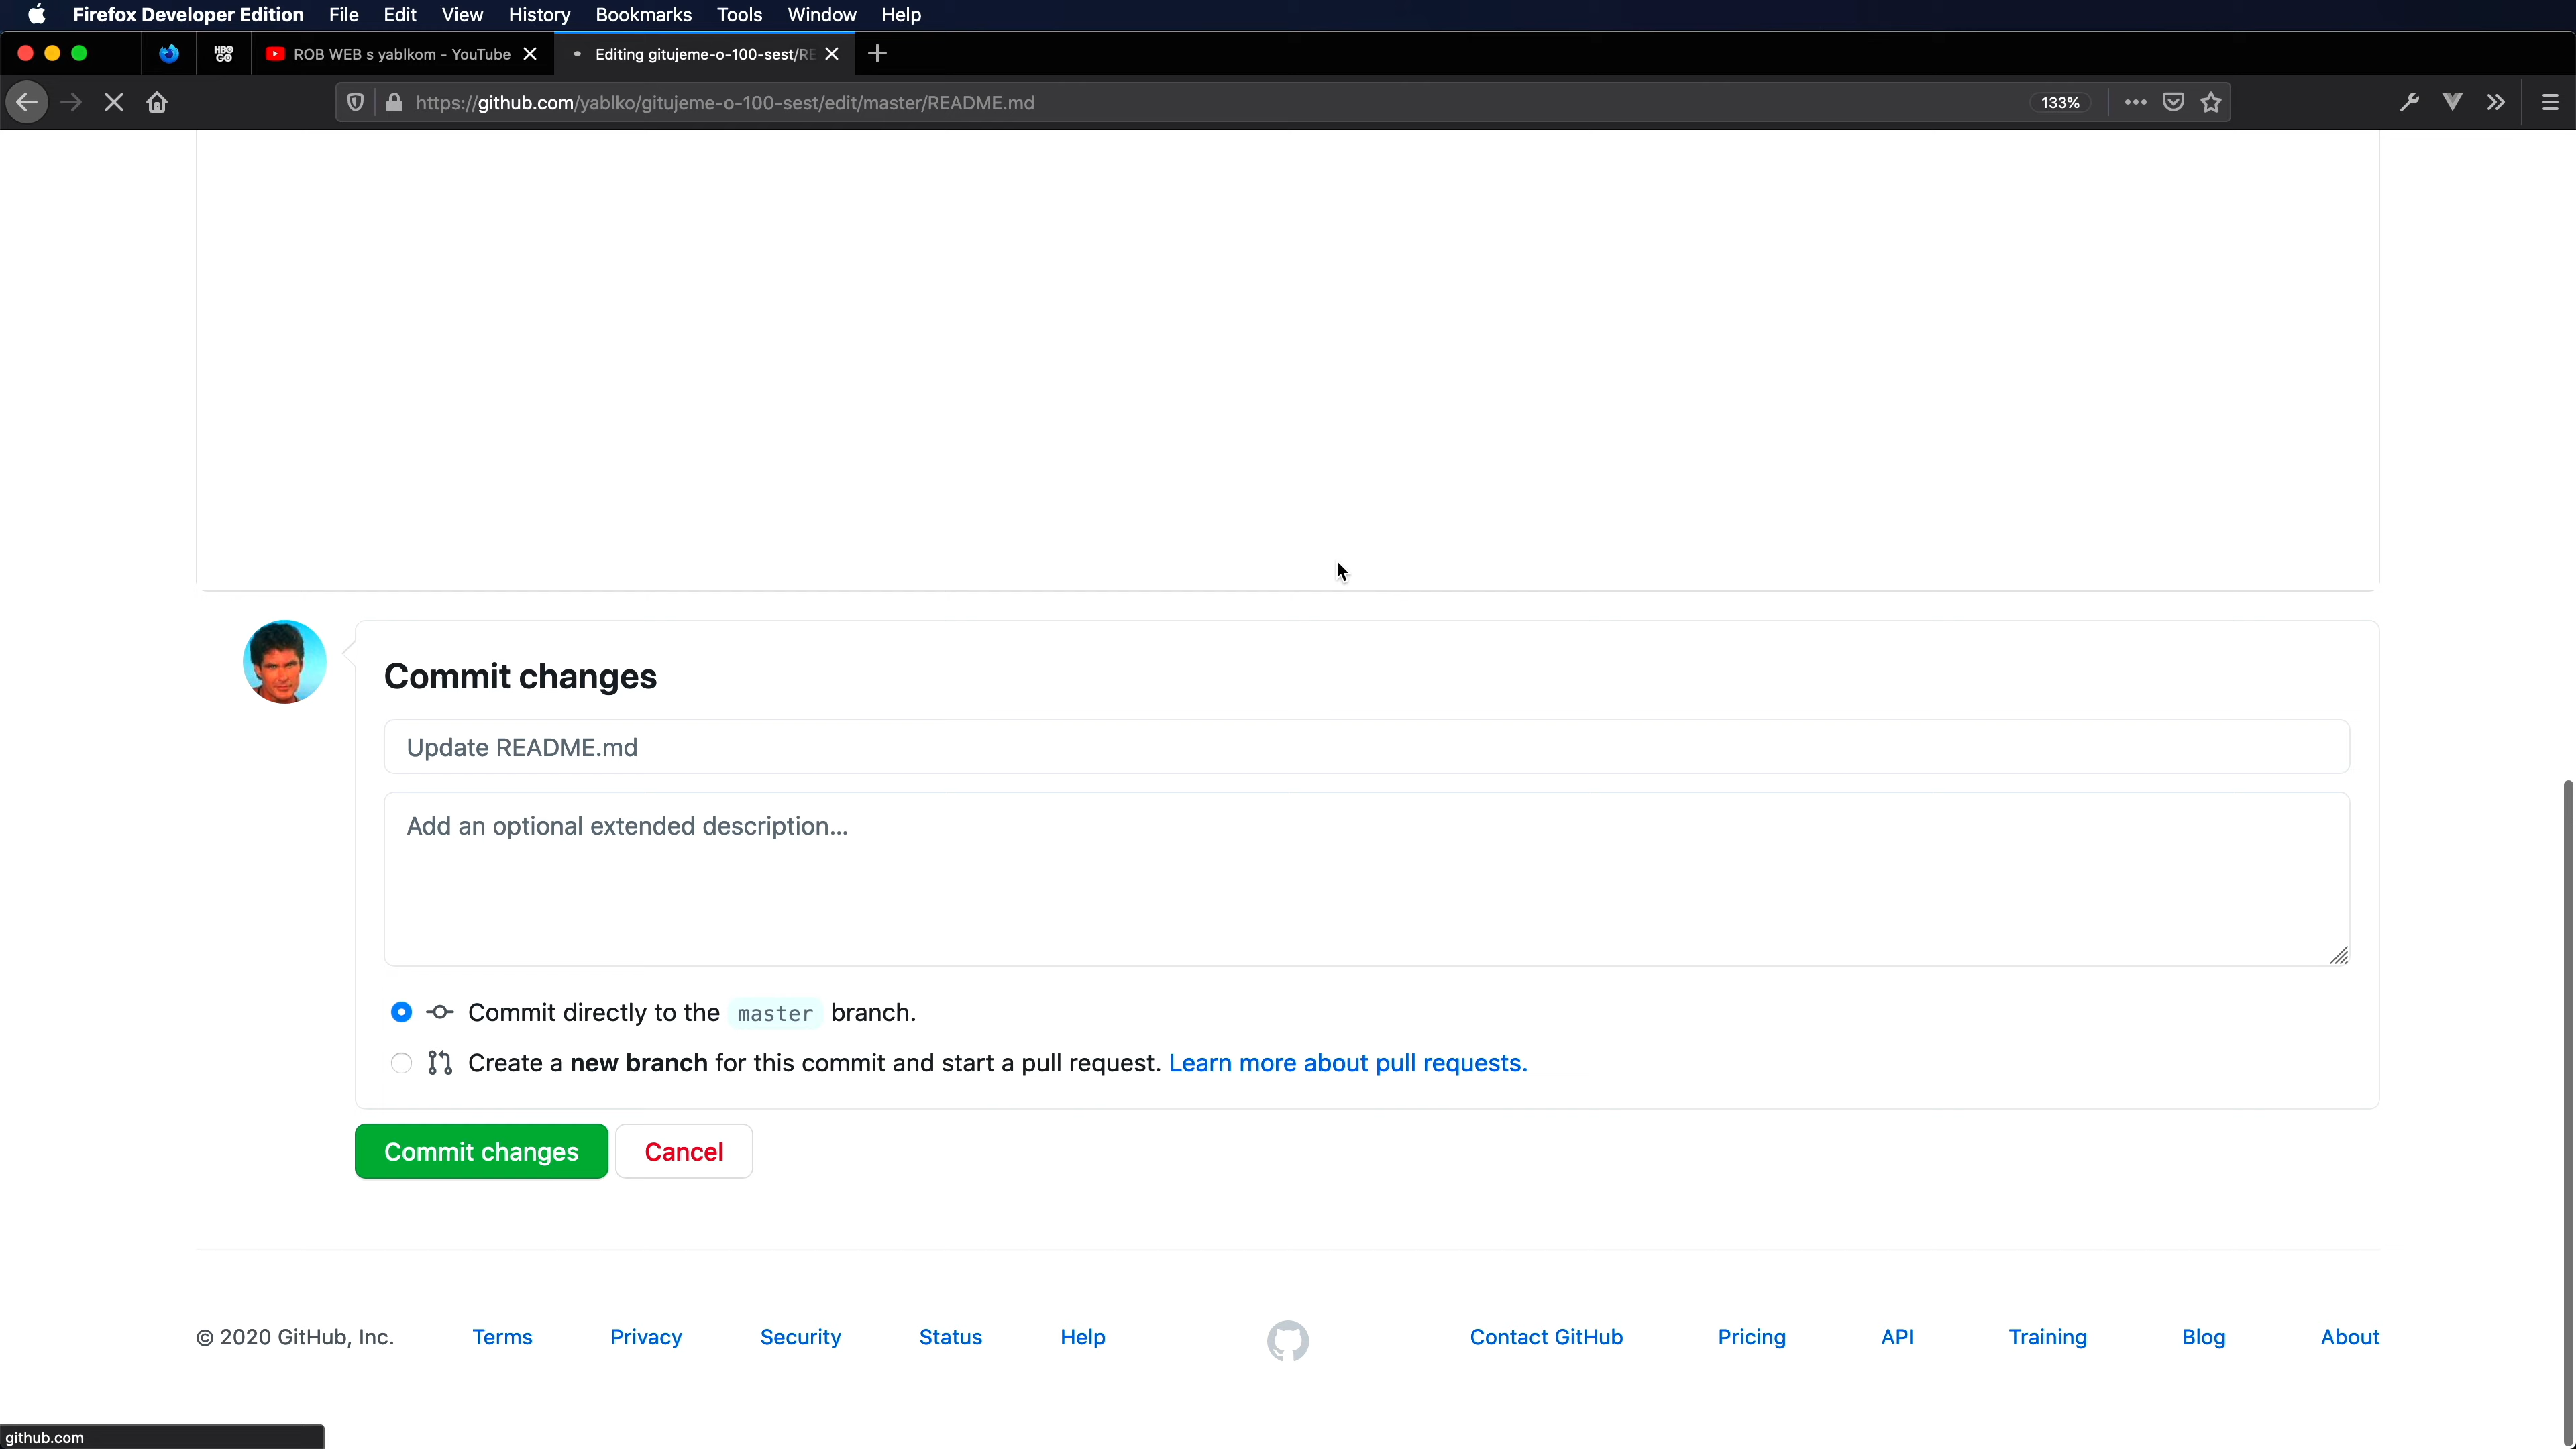 Firefox Developer Edition File Edit View History Bookmarks Tools Window Help
HBO GO ROB WEB s yablkom - YouTube Editing gitujeme-o-100-sest/RE
https://github.com/yablko/gitujeme-o-100-sest/edit/master/README.md 133%
Commit changes
Update README.md
Add an optional extended description...
Commit directly to the master branch.
Create a new branch for this commit and start a pull request. Learn more about pull requests.
Commit changes Cancel
© 2020 GitHub, Inc. Terms Privacy Security Status Help Contact GitHub Pricing API Training Blog About
github.com